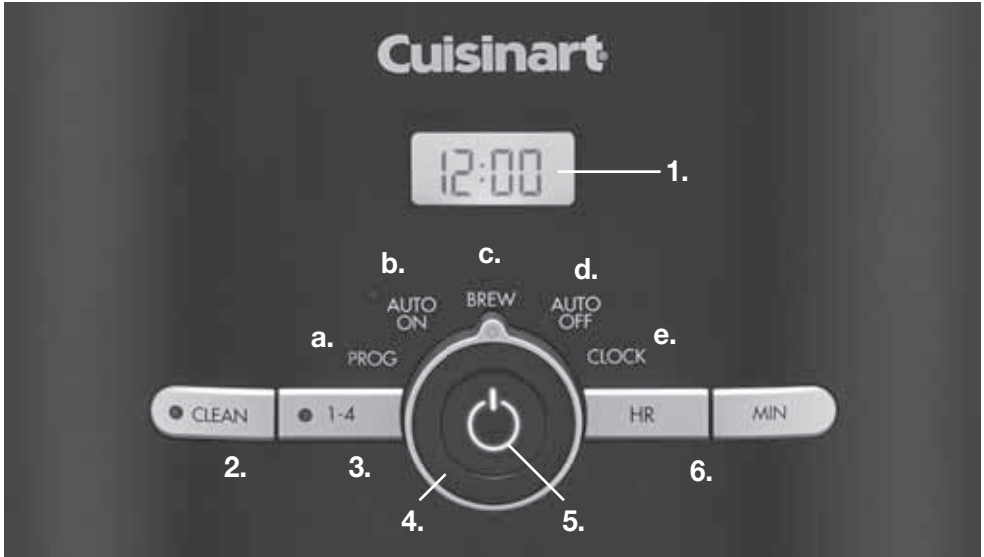 Cuisinart
12:00
1.
c.
b.
d.
BREW
AUTO
ON
AUTO
OFF
a.
e.
PROG
CLOCK
CLEAN
1-4
HR
MIN
2.
3.
6.
4.
5.